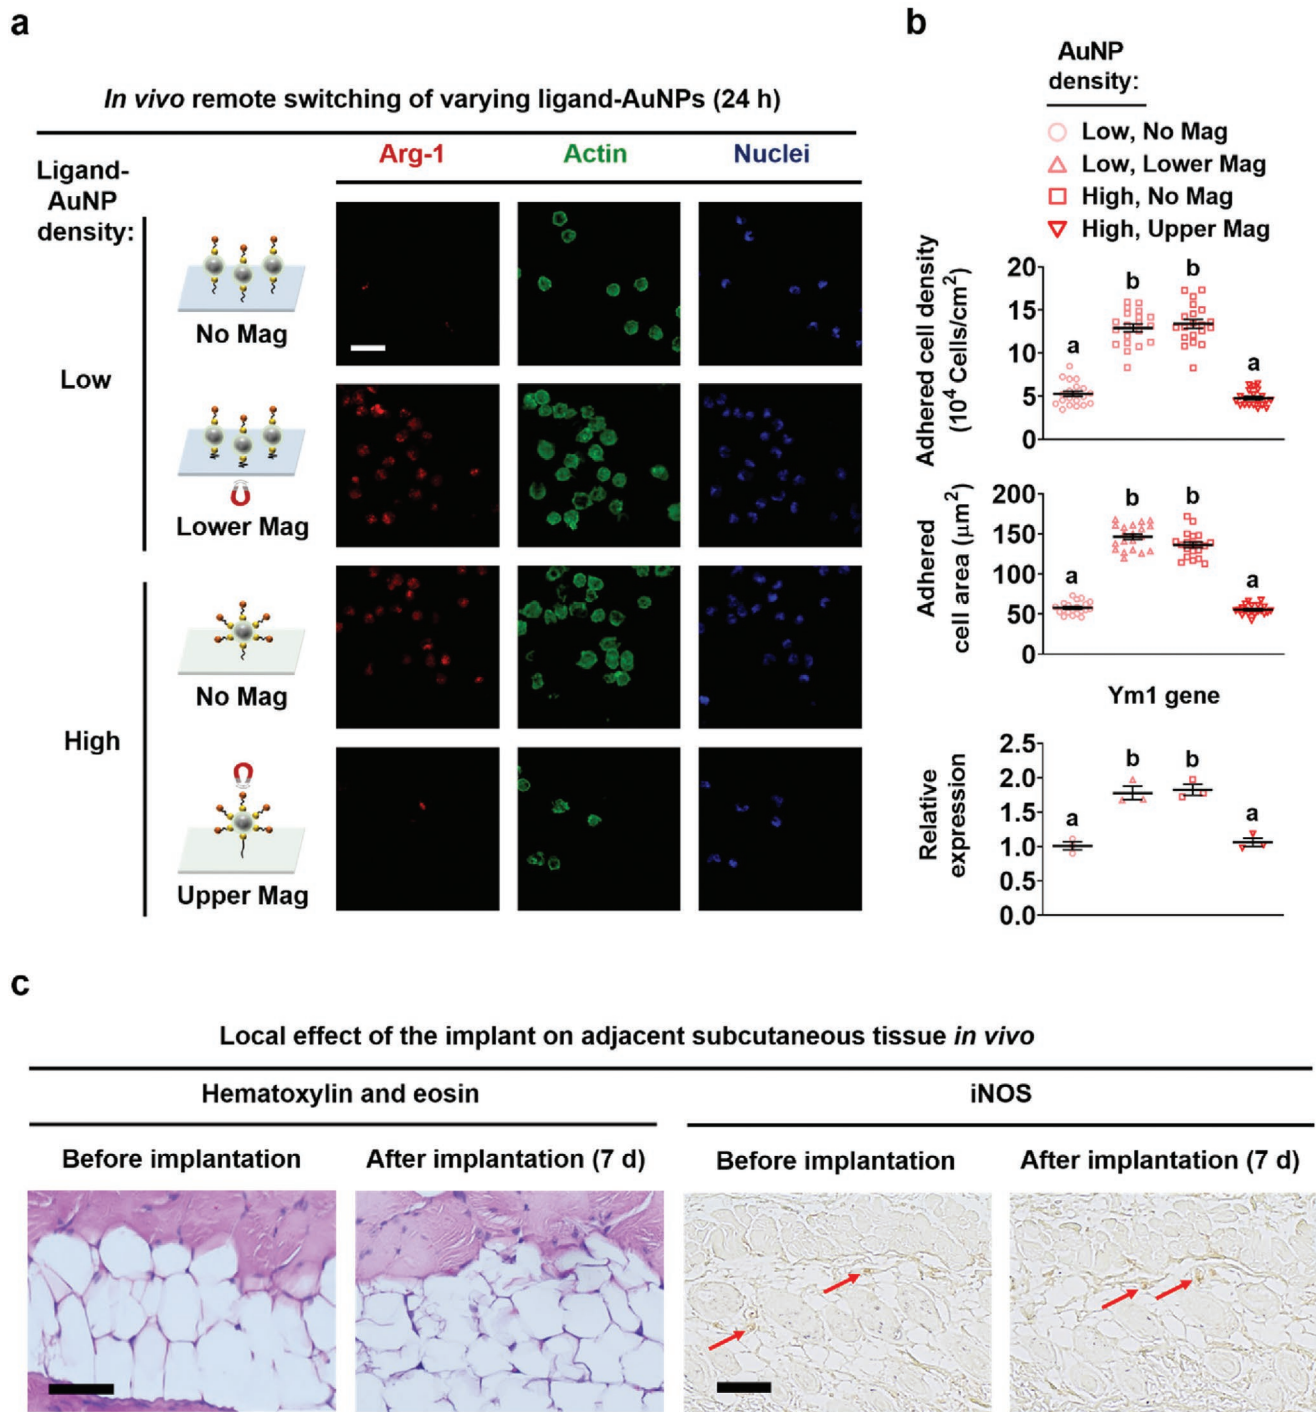 a
In vivo remote switching of varying ligand-AuNPs (24 h)
Ligand-
AuNP
density:
Arg-1
Actin
Nuclei
Low
No Mag
Lower Mag
High
No Mag
Upper Mag
b
AuNP
density:
Low, No Mag
Low, Lower Mag
High, No Mag
High, Upper Mag
Adhered cell density
(10⁴ Cells/cm²)
20
15
10
5
0
a
b
b
a
Adhered
cell area (μm²)
200
150
100
50
0
a
b
b
a
Ym1 gene
Relative
expression
2.5
2.0
1.5
1.0
0.5
0.0
a
b
b
a
c
Local effect of the implant on adjacent subcutaneous tissue in vivo
Hematoxylin and eosin
iNOS
Before implantation
After implantation (7 d)
Before implantation
After implantation (7 d)